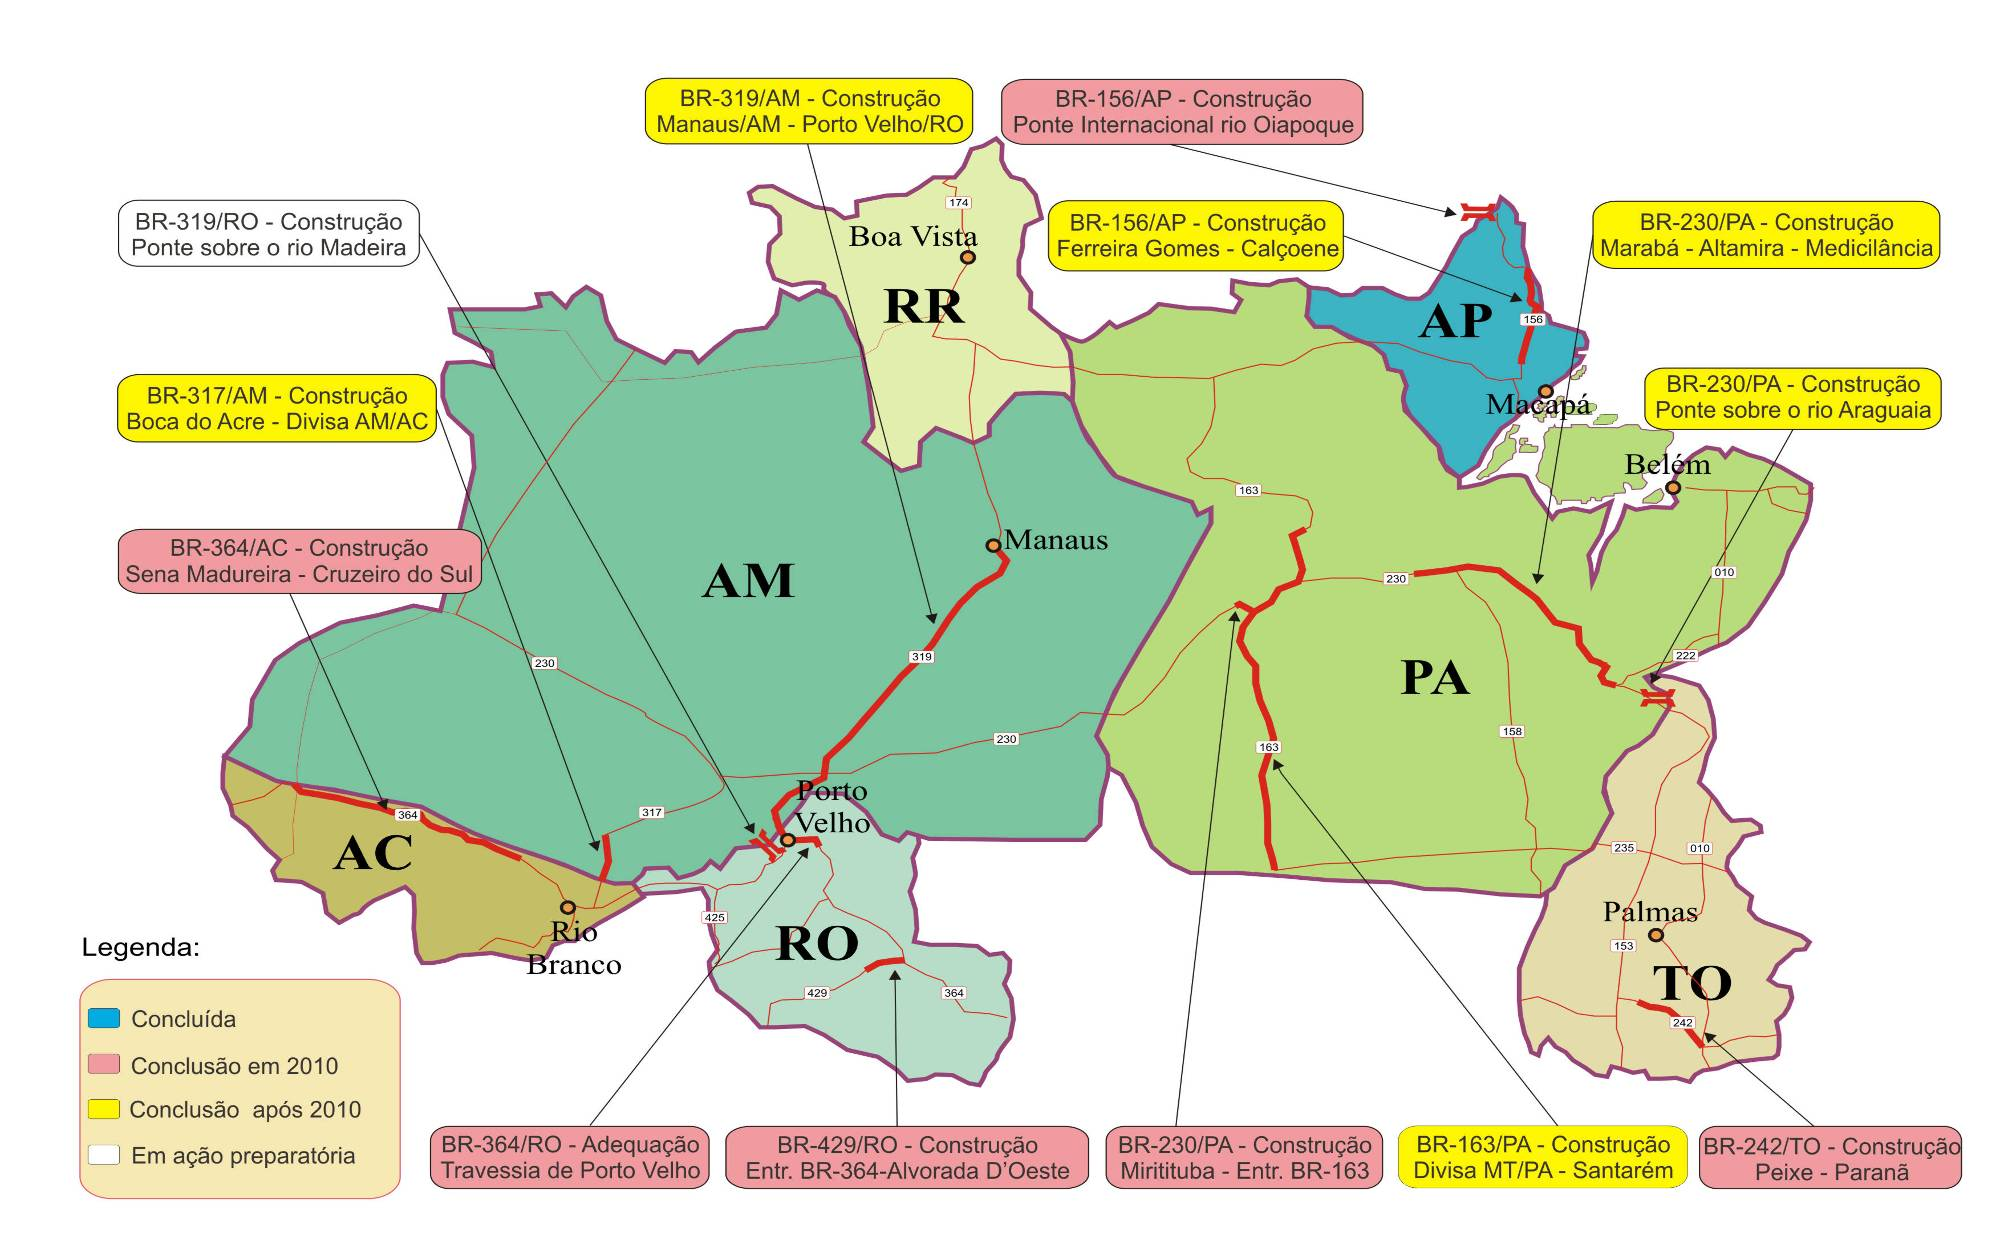 BR-319/AM - Construção
Manaus/AM - Porto Velho/RO
BR-156/AP - Construção
Ponte Internacional rio Oiapoque
BR-319/RO - Construção
Ponte sobre o rio Madeira
BR-156/AP - Construção
Ferreira Gomes - Calçoene
BR-230/PA - Construção
Marabá - Altamira - Medicilância
174
Boa Vista
RR
AP
156
BR-317/AM - Construção
Boca do Acre - Divisa AM/AC
BR-230/PA - Construção
Ponte sobre o rio Araguaia
Macapá
Belém
163
BR-364/AC - Construção
Sena Madureira - Cruzeiro do Sul
Manaus
AM
230
010
230
319
222
PA
230
163
158
Porto
Velho
364
317
AC
235
010
425
Rio
Branco
RO
Palmas
153
TO
429
364
242
Legenda:
Concluída
Conclusão em 2010
Conclusão após 2010
Em ação preparatória
BR-364/RO - Adequação
Travessia de Porto Velho
BR-429/RO - Construção
Entr. BR-364-Alvorada D'Oeste
BR-230/PA - Construção
Miritituba - Entr. BR-163
BR-163/PA - Construção
Divisa MT/PA - Santarém
BR-242/TO - Construção
Peixe - Paranã